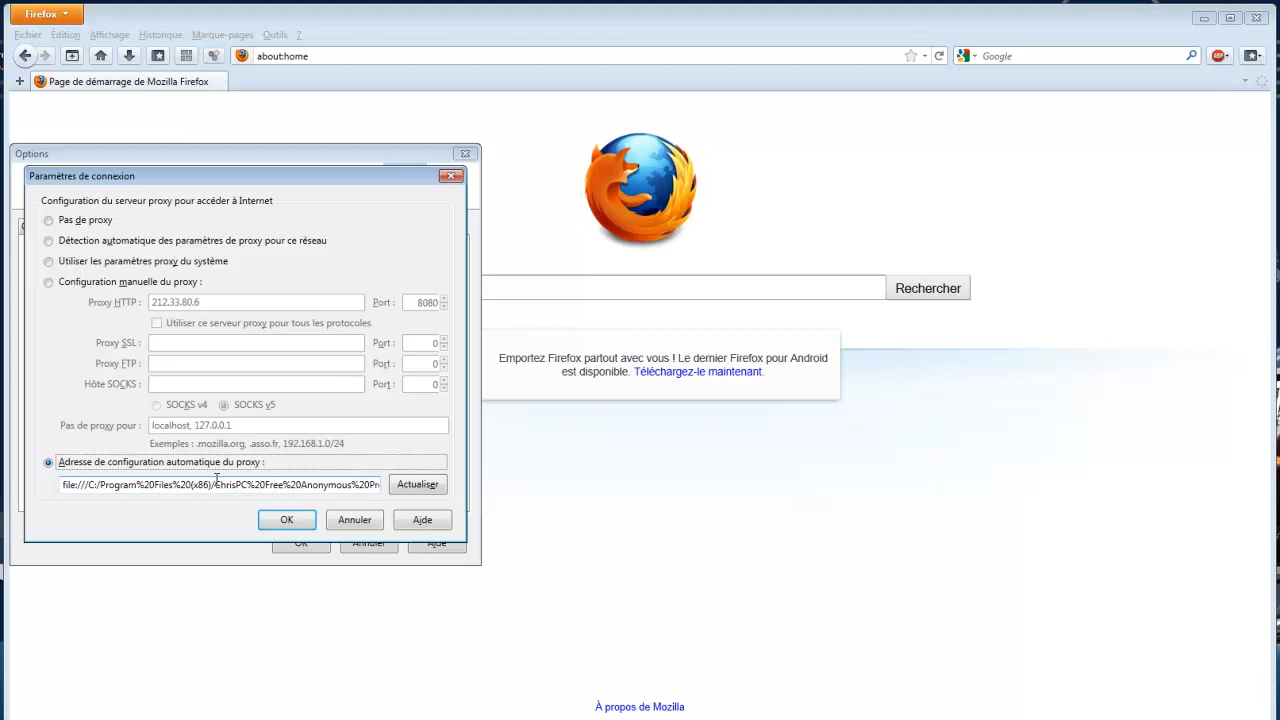 Firefox
Fichier Édition Affichage Historique Marque-pages Outils ?
about:home
Google
ABP
Page de démarrage de Mozilla Firefox
Options
Paramètres de connexion
Configuration du serveur proxy pour accéder à Internet
Pas de proxy
Détection automatique des paramètres de proxy pour ce réseau
Utiliser les paramètres proxy du système
Configuration manuelle du proxy :
Proxy HTTP : 212.33.80.6 Port : 8080
Utiliser ce serveur proxy pour tous les protocoles
Proxy SSL : Port : 0
Proxy FTP : Port : 0
Hôte SOCKS : Port : 0
SOCKS v4 SOCKS v5
Pas de proxy pour : localhost, 127.0.0.1
Exemples : .mozilla.org, .asso.fr, 192.168.1.0/24
Adresse de configuration automatique du proxy :
file:///C:/Program%20Files%20(x86)/ChrisPC%20Free%20Anonymous%20Pr
Actualiser
OK Annuler Aide
OK Annuler Aide
Rechercher
Emportez Firefox partout avec vous ! Le dernier Firefox pour Android
est disponible. Téléchargez-le maintenant.
À propos de Mozilla